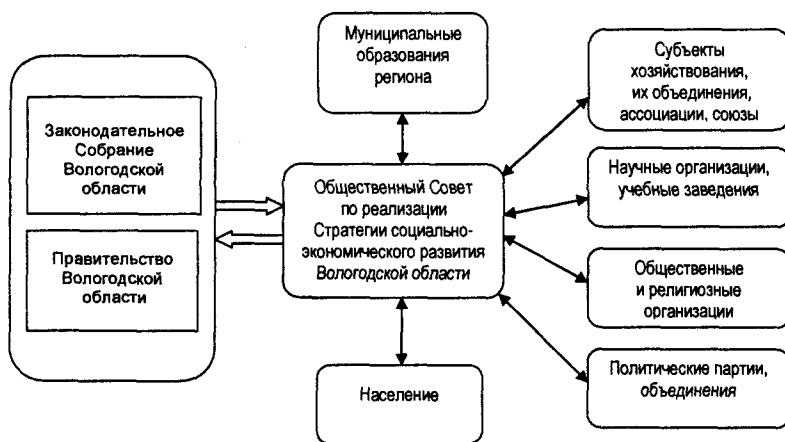 Муниципальные
образования
региона
Субъекты
хозяйствования,
их объединения,
ассоциации, союзы
Законодательное
Собрание
Вологодской
области
Научные организации,
учебные заведения
Общественный Совет
по реализации
Стратегии социально-
экономического развития
Вологодской области
Правительство
Вологодской
области
Общественные
и религиозные
организации
Политические партии,
объединения
Население